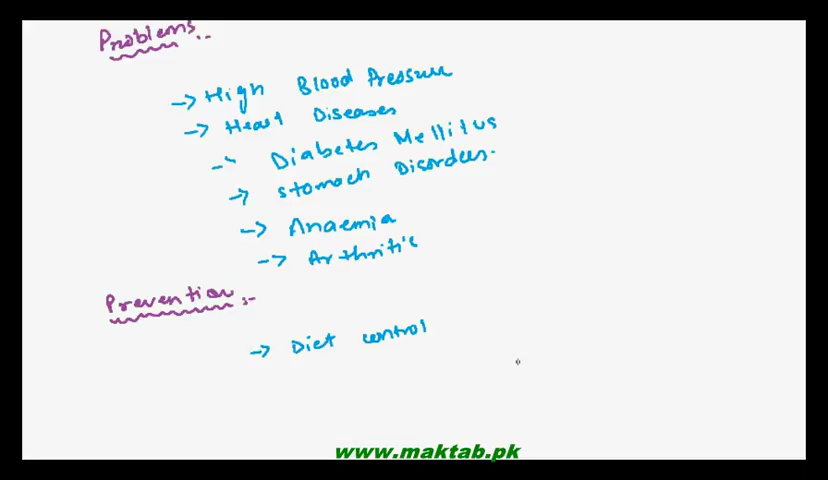 Problems:
→ High Blood Pressure
→ Heart Diseases
→ Diabetes Mellitus
→ Stomach Disorders.
→ Anaemia
→ Arthritis
Prevention:-
→ Diet control
www.maktab.pk